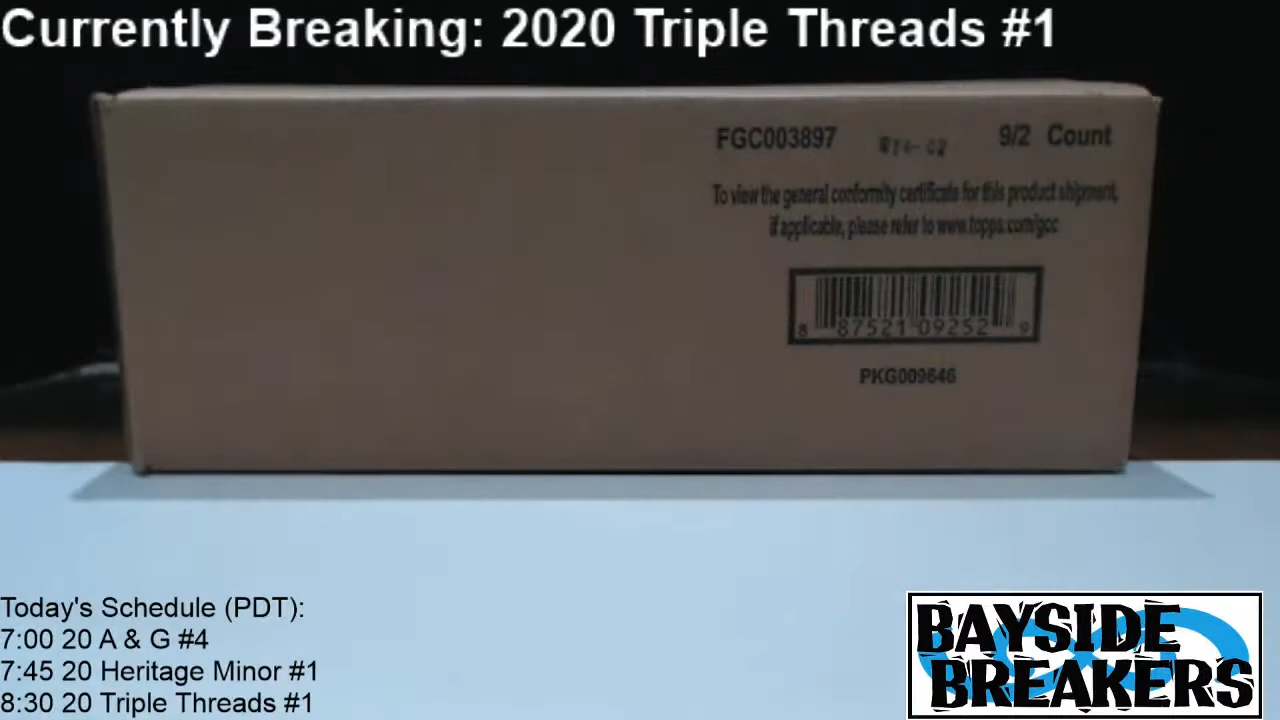 Currently Breaking: 2020 Triple Threads #1
FGC003897 9/2 Count
To view the general conformity certificate for this product shipment,
if applicable, please refer to www.topps.com/gcc
8 87521 09252 9
PKG009646
Today's Schedule (PDT):
7:00 20 A & G #4
7:45 20 Heritage Minor #1
8:30 20 Triple Threads #1
BAYSIDE
BREAKERS